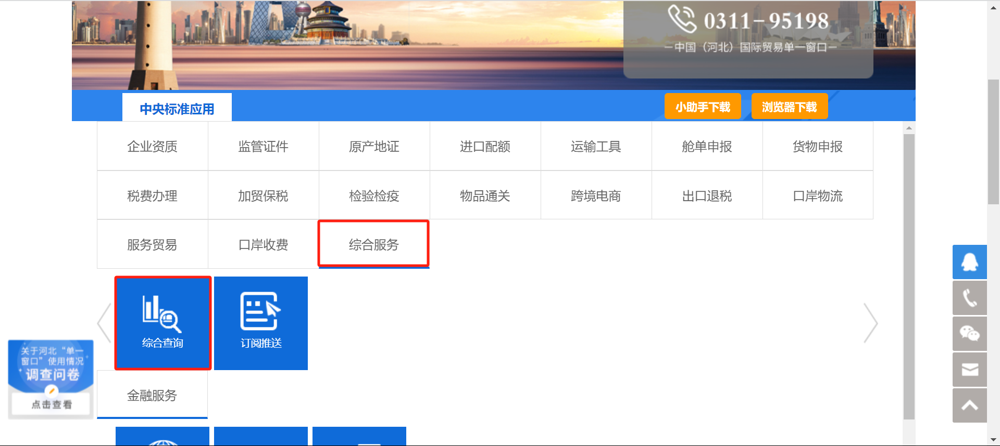 0311-95198
—中国（河北）国际贸易单一窗口—
中央标准应用
小助手下载
浏览器下载
企业资质
监管证件
原产地证
进口配额
运输工具
舱单申报
货物申报
税费办理
加贸保税
检验检疫
物品通关
跨境电商
出口退税
口岸物流
服务贸易
口岸收费
综合服务
综合查询
订阅推送
关于河北“单一
窗口”使用情况
调查问卷
点击查看
金融服务